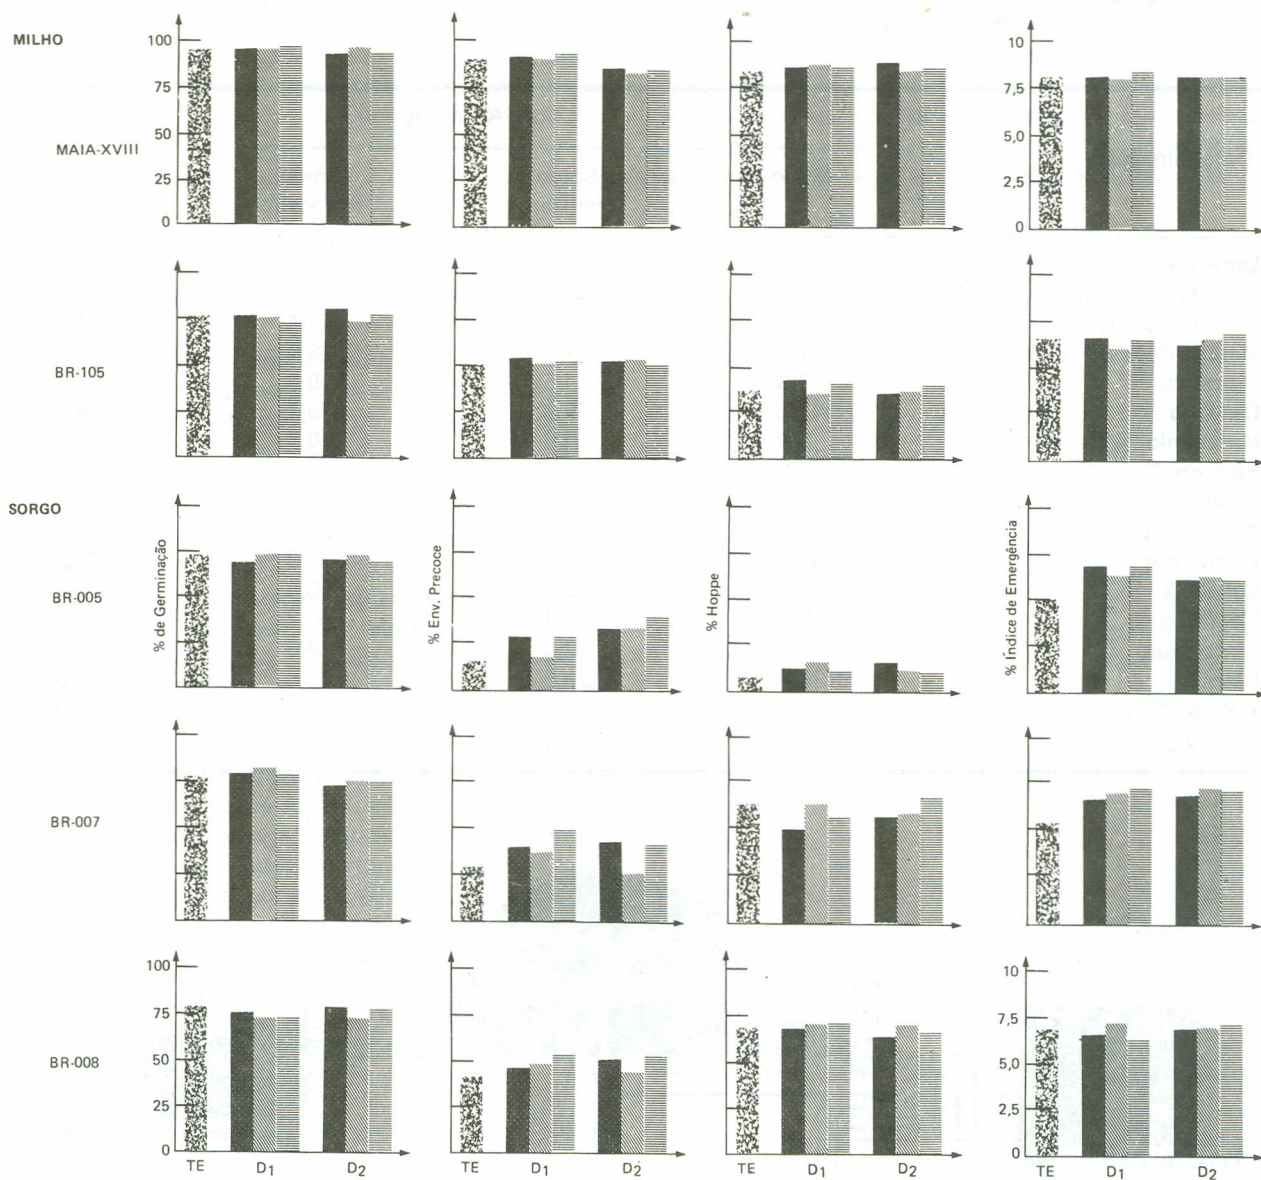 MILHO
100
75
50
25
0
10
7,5
5,0
2,5
0
MAIA-XVIII
BR-105
SORGO
% de Germinação
% Env. Precoce
% Hoppe
% Índice de Emergência
BR-005
BR-007
BR-008
100
75
50
25
0
10
7,5
5,0
2,5
0
TE D1 D2
TE D1 D2
TE D1 D2
TE D1 D2